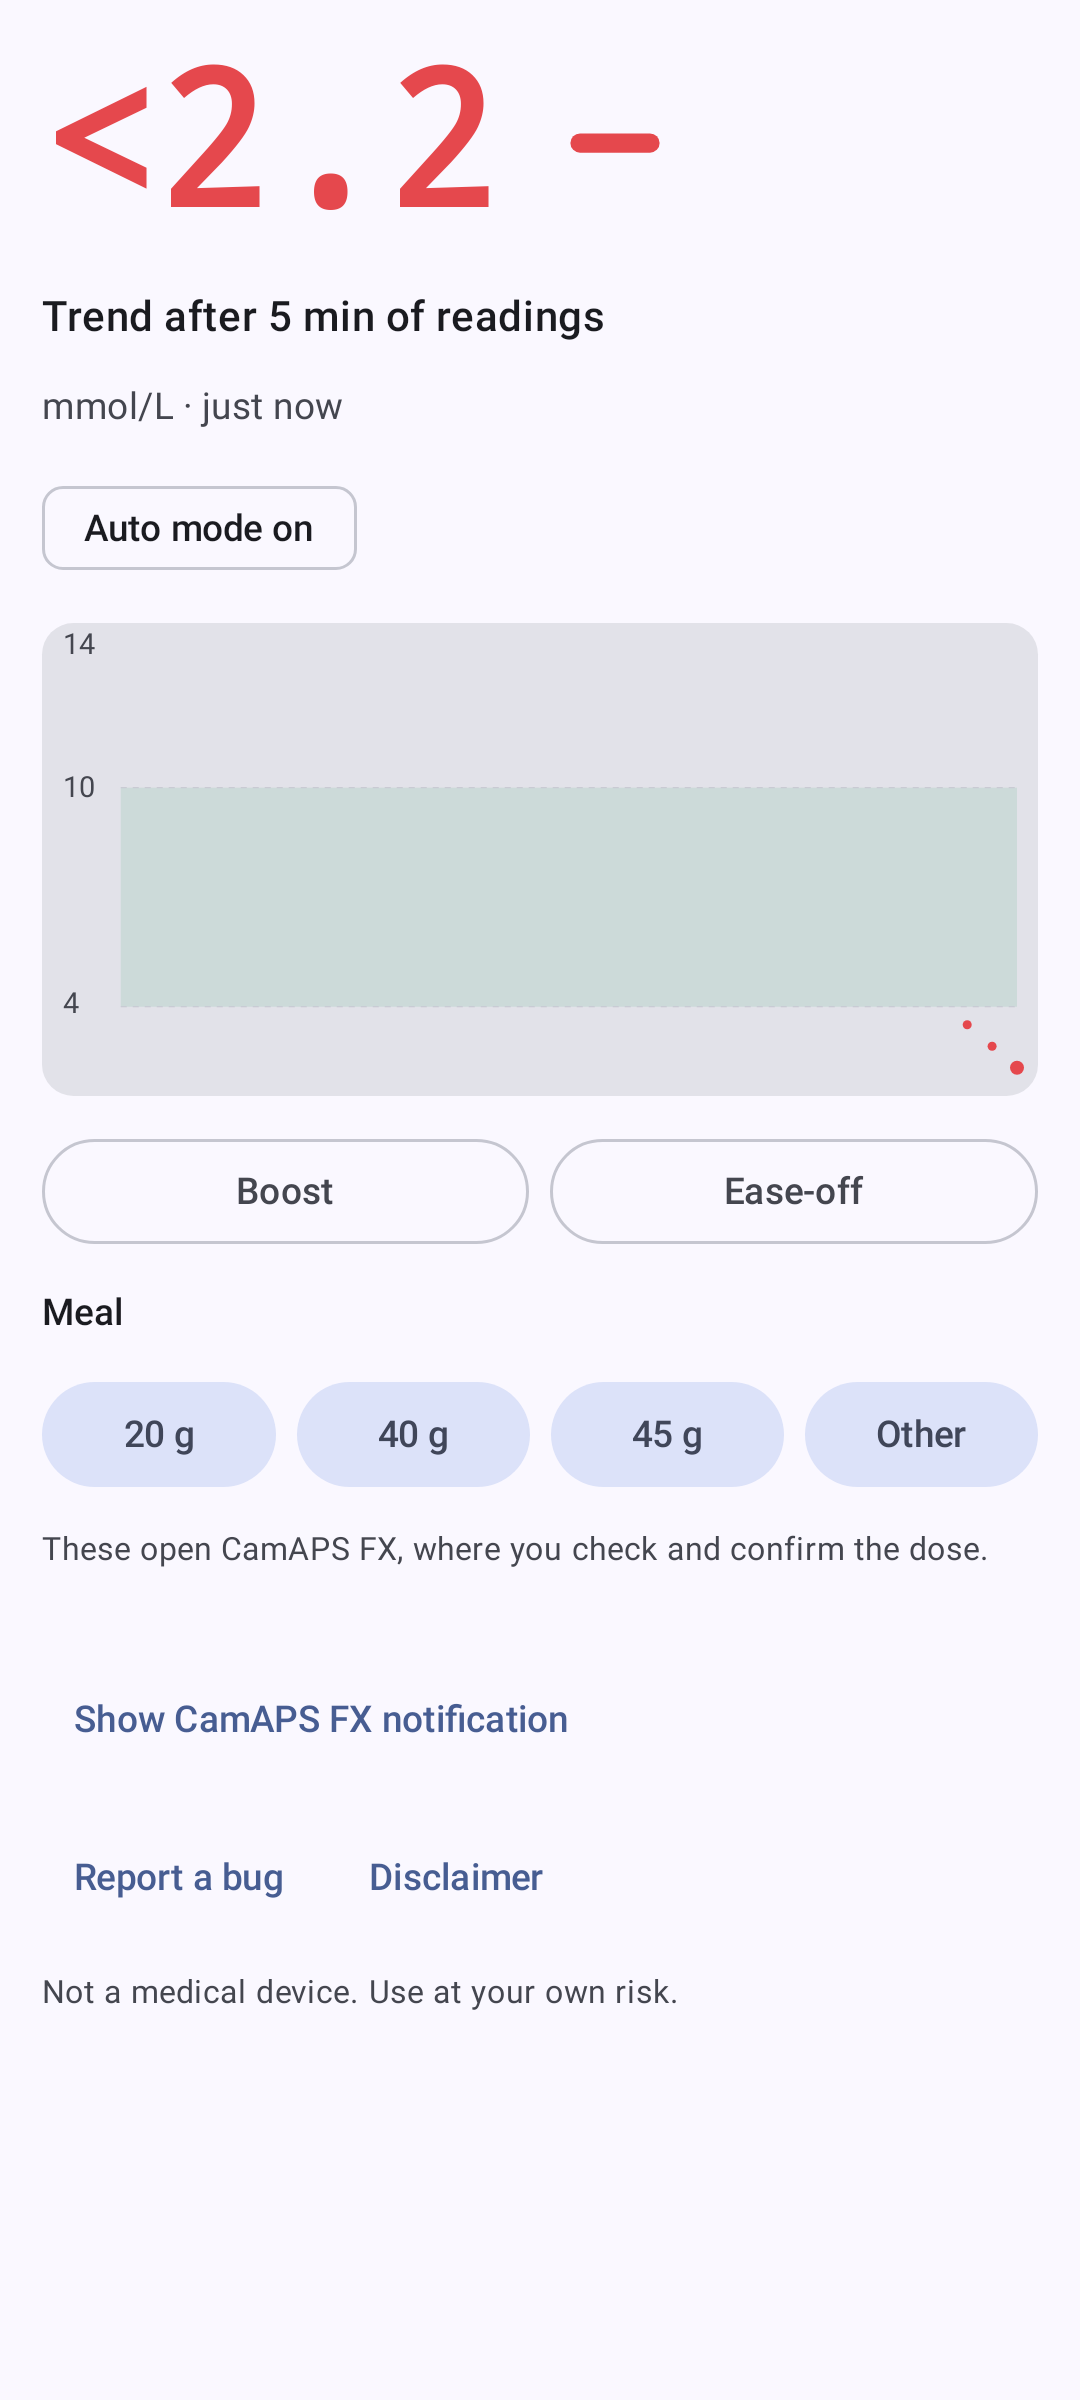 <2.2 –
Trend after 5 min of readings
mmol/L · just now
Auto mode on
14
10
4
Boost Ease-off
Meal
20 g 40 g 45 g Other
These open CamAPS FX, where you check and confirm the dose.
Show CamAPS FX notification
Report a bug Disclaimer
Not a medical device. Use at your own risk.